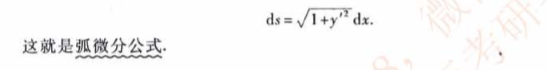 ds = √(1+y'²) dx.
这就是弧微分公式.